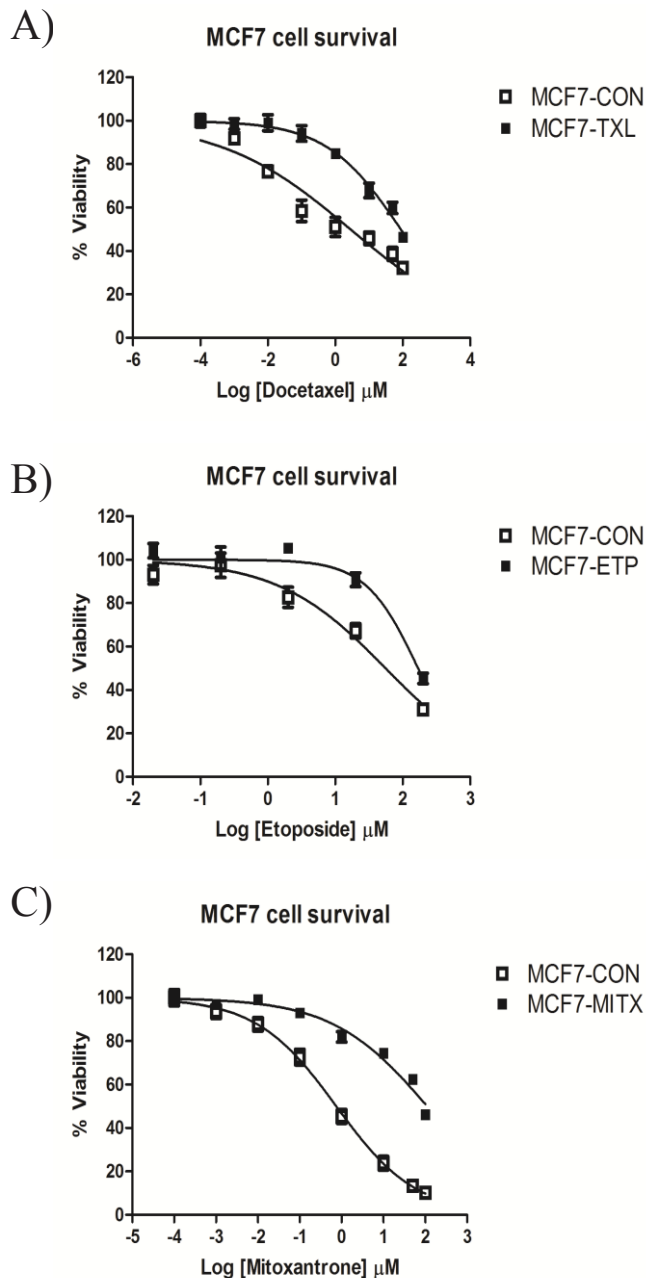 A)
MCF7 cell survival
120
100
80
60
40
20
0
% Viability
-6 -4 -2 0 2 4
Log [Docetaxel] μM
MCF7-CON
MCF7-TXL
B)
MCF7 cell survival
120
100
80
60
40
20
0
% Viability
-2 -1 0 1 2 3
Log [Etoposide] μM
MCF7-CON
MCF7-ETP
C)
MCF7 cell survival
120
100
80
60
40
20
0
% Viability
-5 -4 -3 -2 -1 0 1 2 3
Log [Mitoxantrone] μM
MCF7-CON
MCF7-MITX